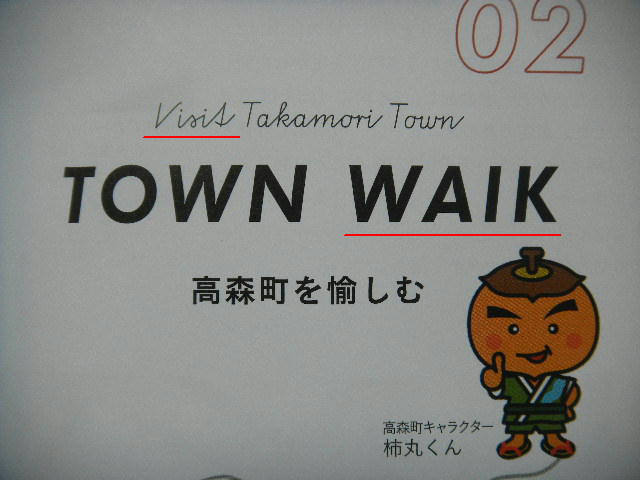 02
Visit Takamori Town
TOWN WAIK
高森町を愉しむ
高森町キャラクター
柿丸くん